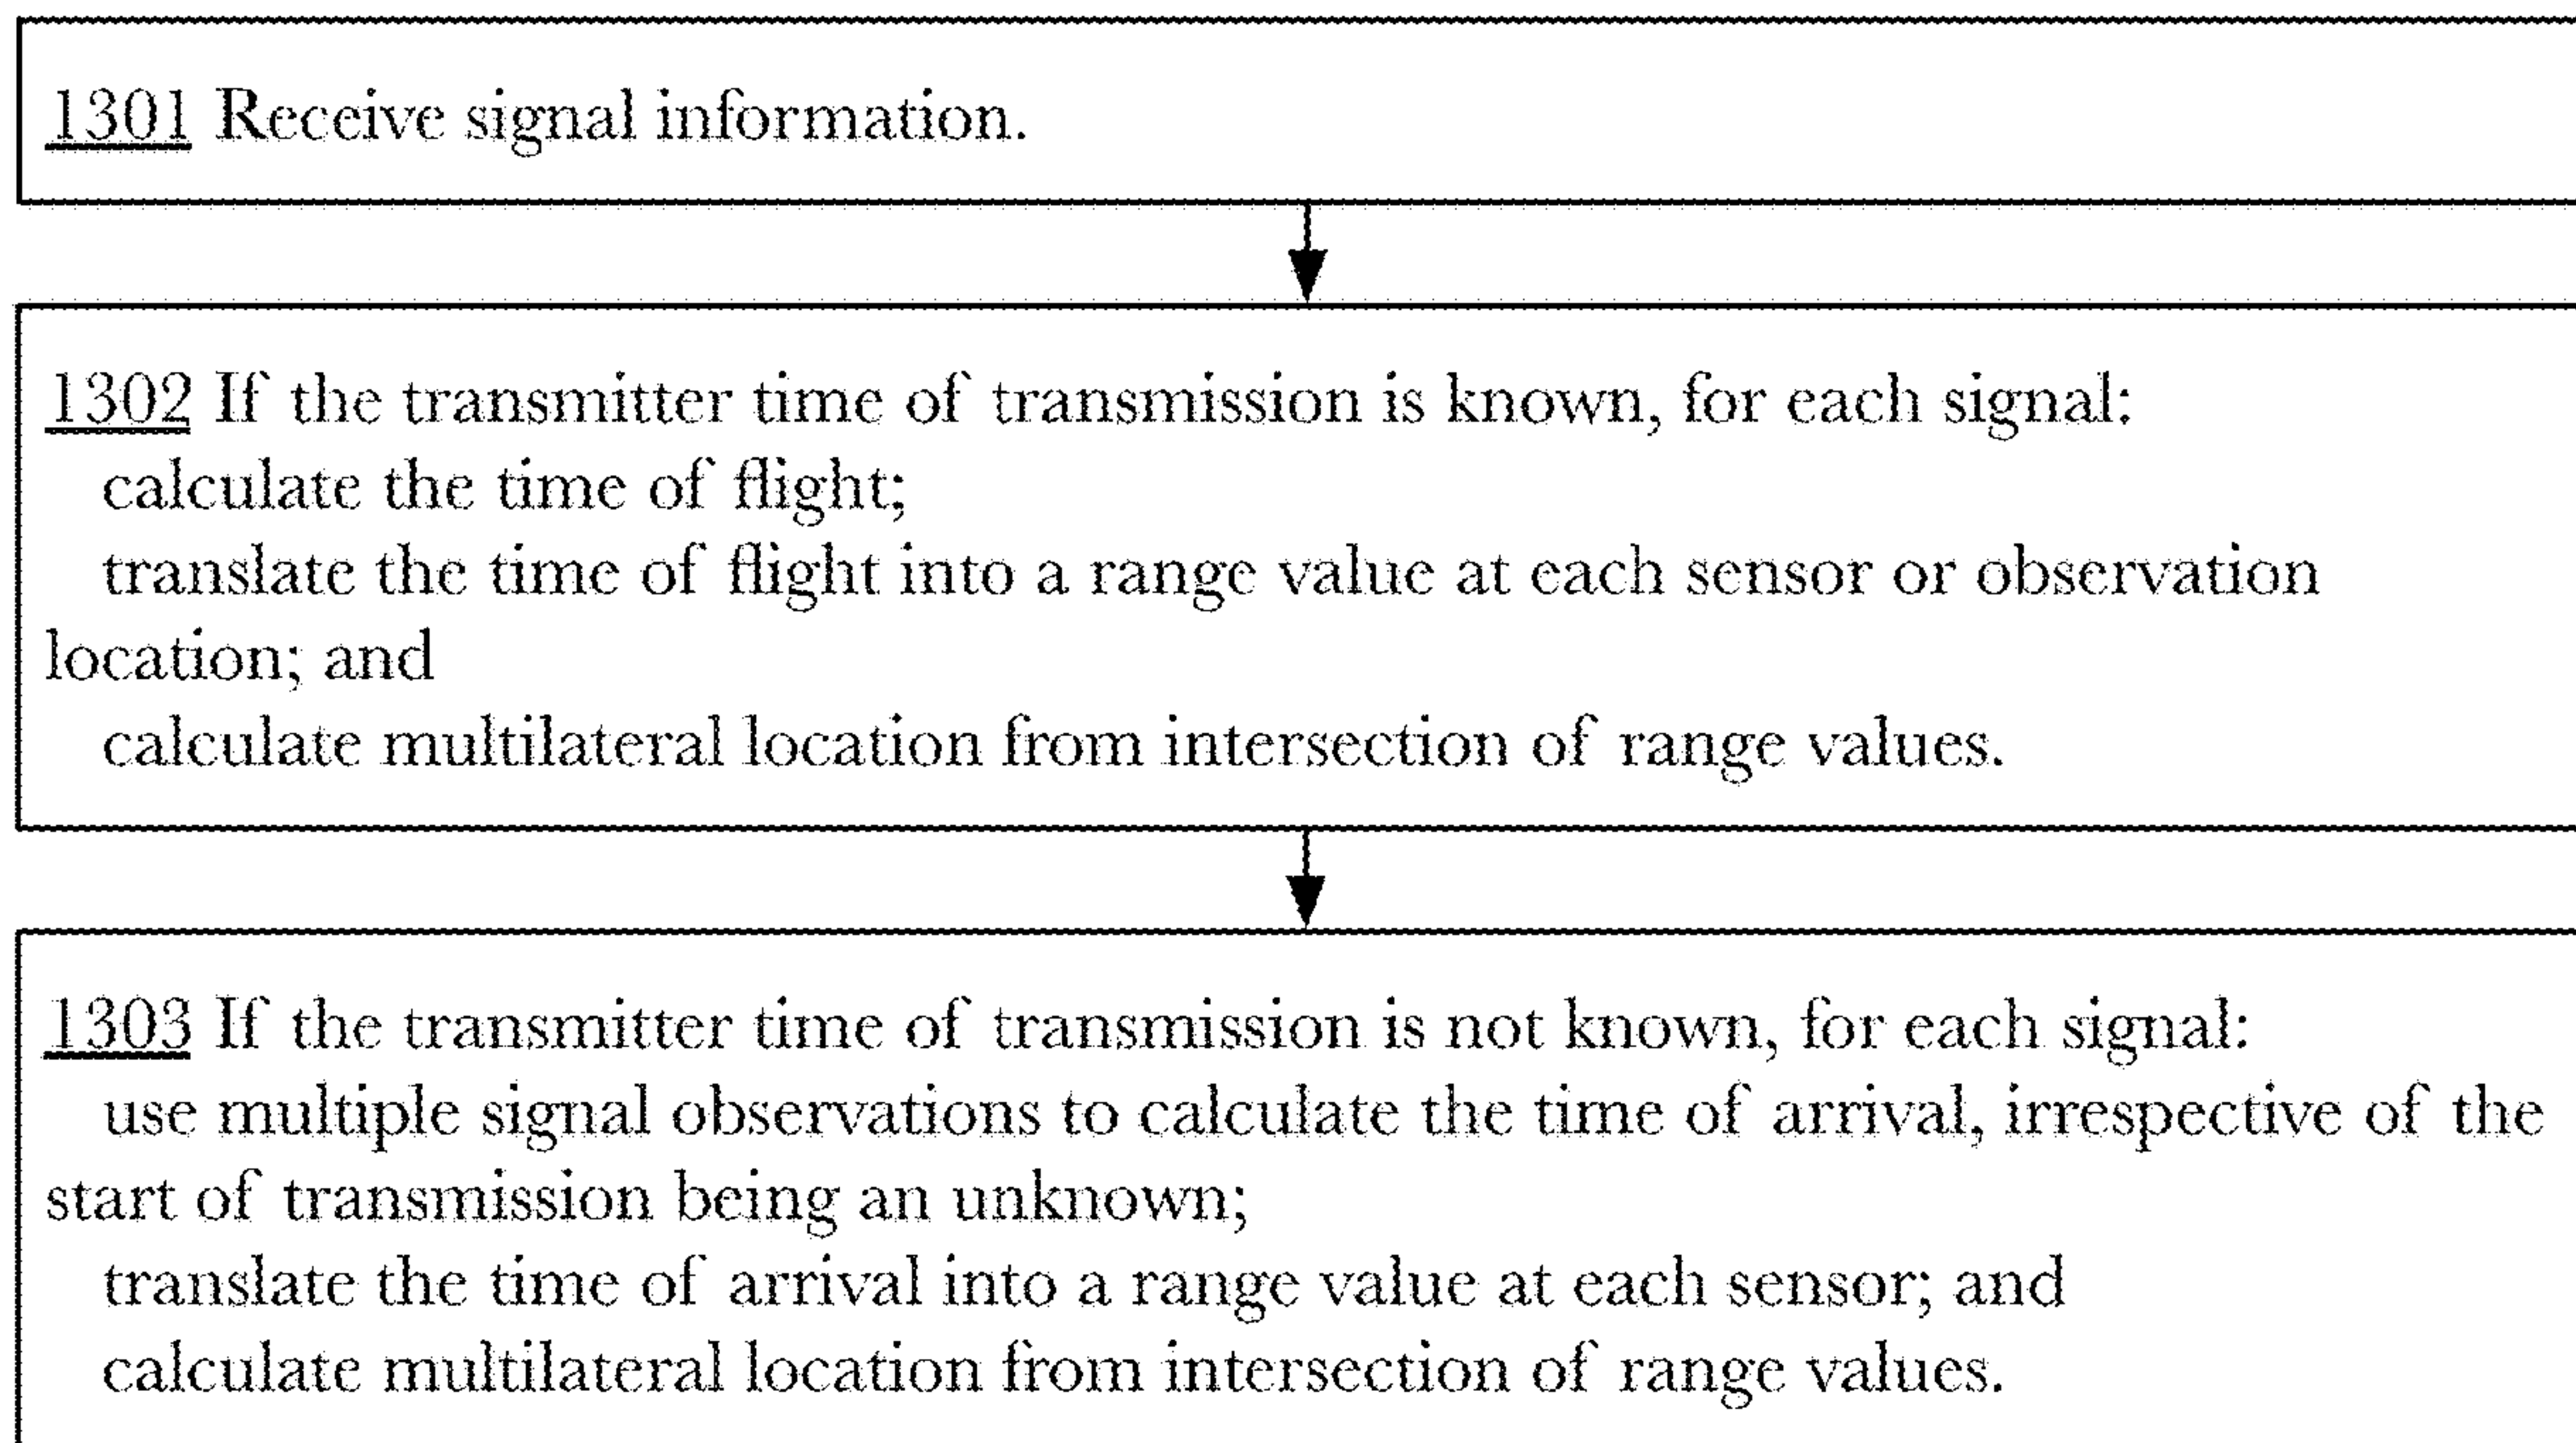 1301 Receive signal information.
1302 If the transmitter time of transmission is known, for each signal:
calculate the time of flight;
translate the time of flight into a range value at each sensor or observation
location; and
calculate multilateral location from intersection of range values.
1303 If the transmitter time of transmission is not known, for each signal:
use multiple signal observations to calculate the time of arrival, irrespective of the
start of transmission being an unknown;
translate the time of arrival into a range value at each sensor; and
calculate multilateral location from intersection of range values.